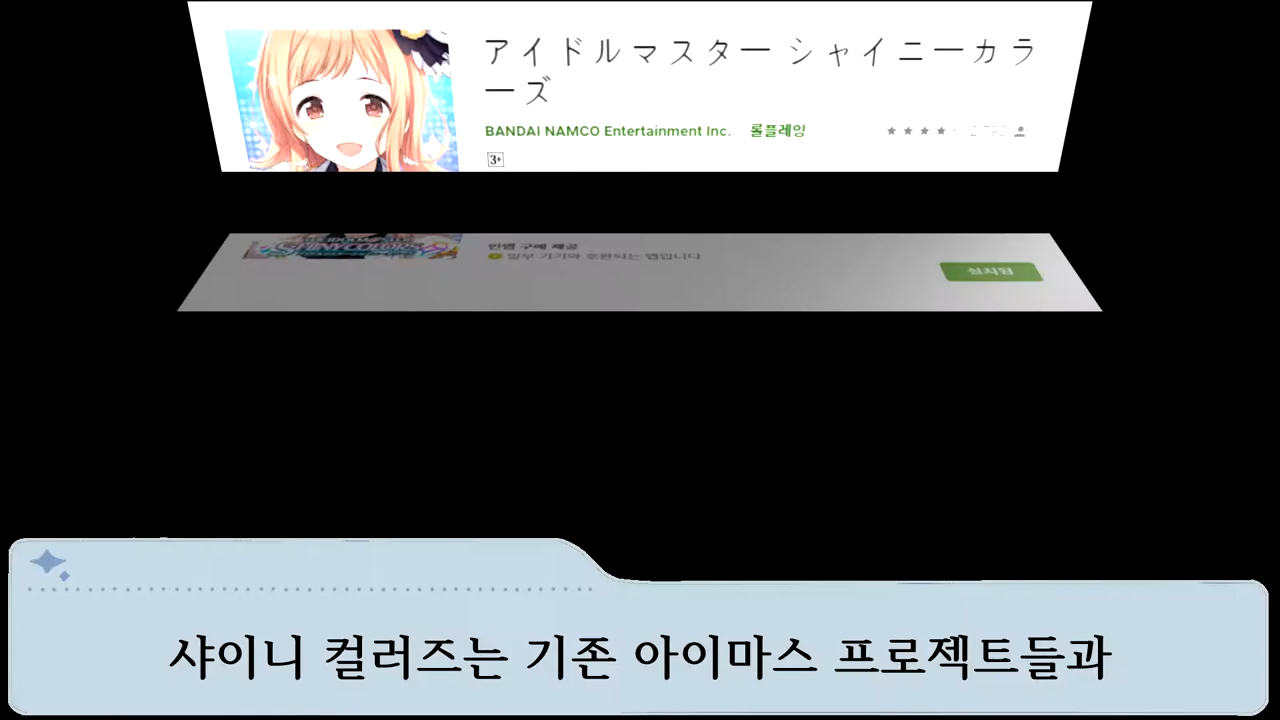 アイドルマスター シャイニーカラ
ーズ
BANDAI NAMCO Entertainment Inc. 롤플레잉
3+
SHINYCOLORS
인앱 구매 제공
일부 기기와 호환되는 앱입니다
설치됨
샤이니 컬러즈는 기존 아이마스 프로젝트들과